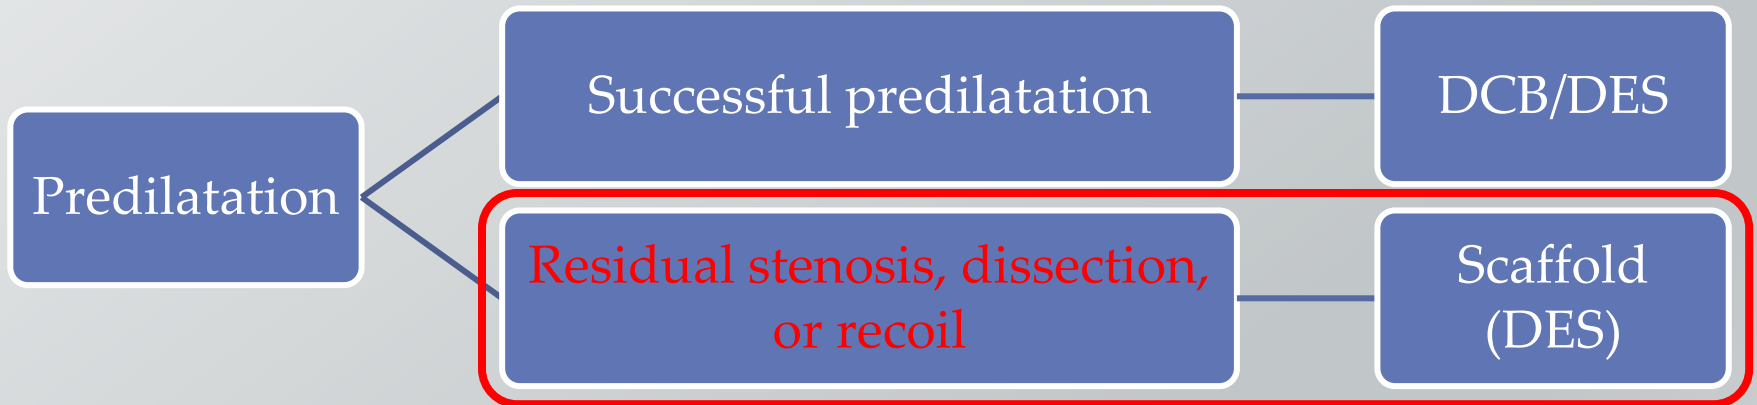 Predilatation
Successful predilatation
DCB/DES
Residual stenosis, dissection,
or recoil
Scaffold
(DES)